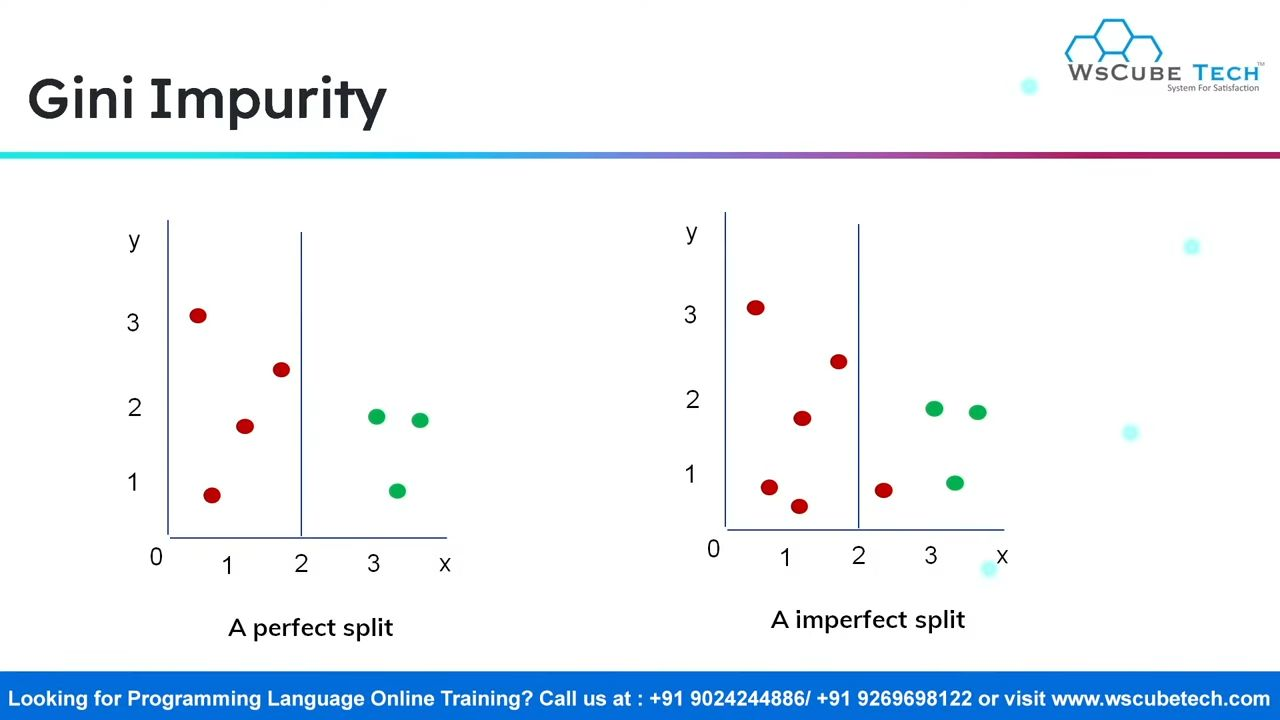 WsCube Tech™
System For Satisfaction
Gini Impurity
y
3
2
1
0
1
2
3
x
A perfect split
y
3
2
1
0
1
2
3
x
A imperfect split
Looking for Programming Language Online Training? Call us at : +91 9024244886/ +91 9269698122 or visit www.wscubetech.com